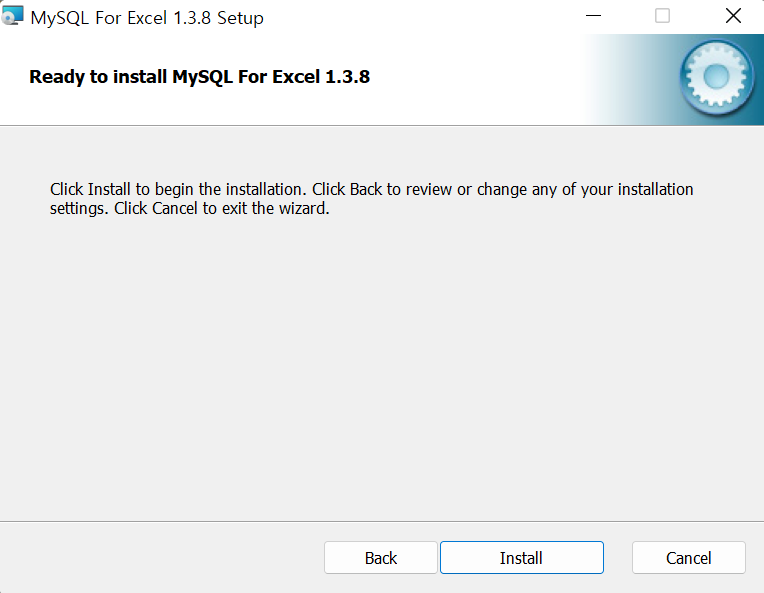 MySQL For Excel 1.3.8 Setup
Ready to install MySQL For Excel 1.3.8
Click Install to begin the installation. Click Back to review or change any of your installation
settings. Click Cancel to exit the wizard.
Back
Install
Cancel